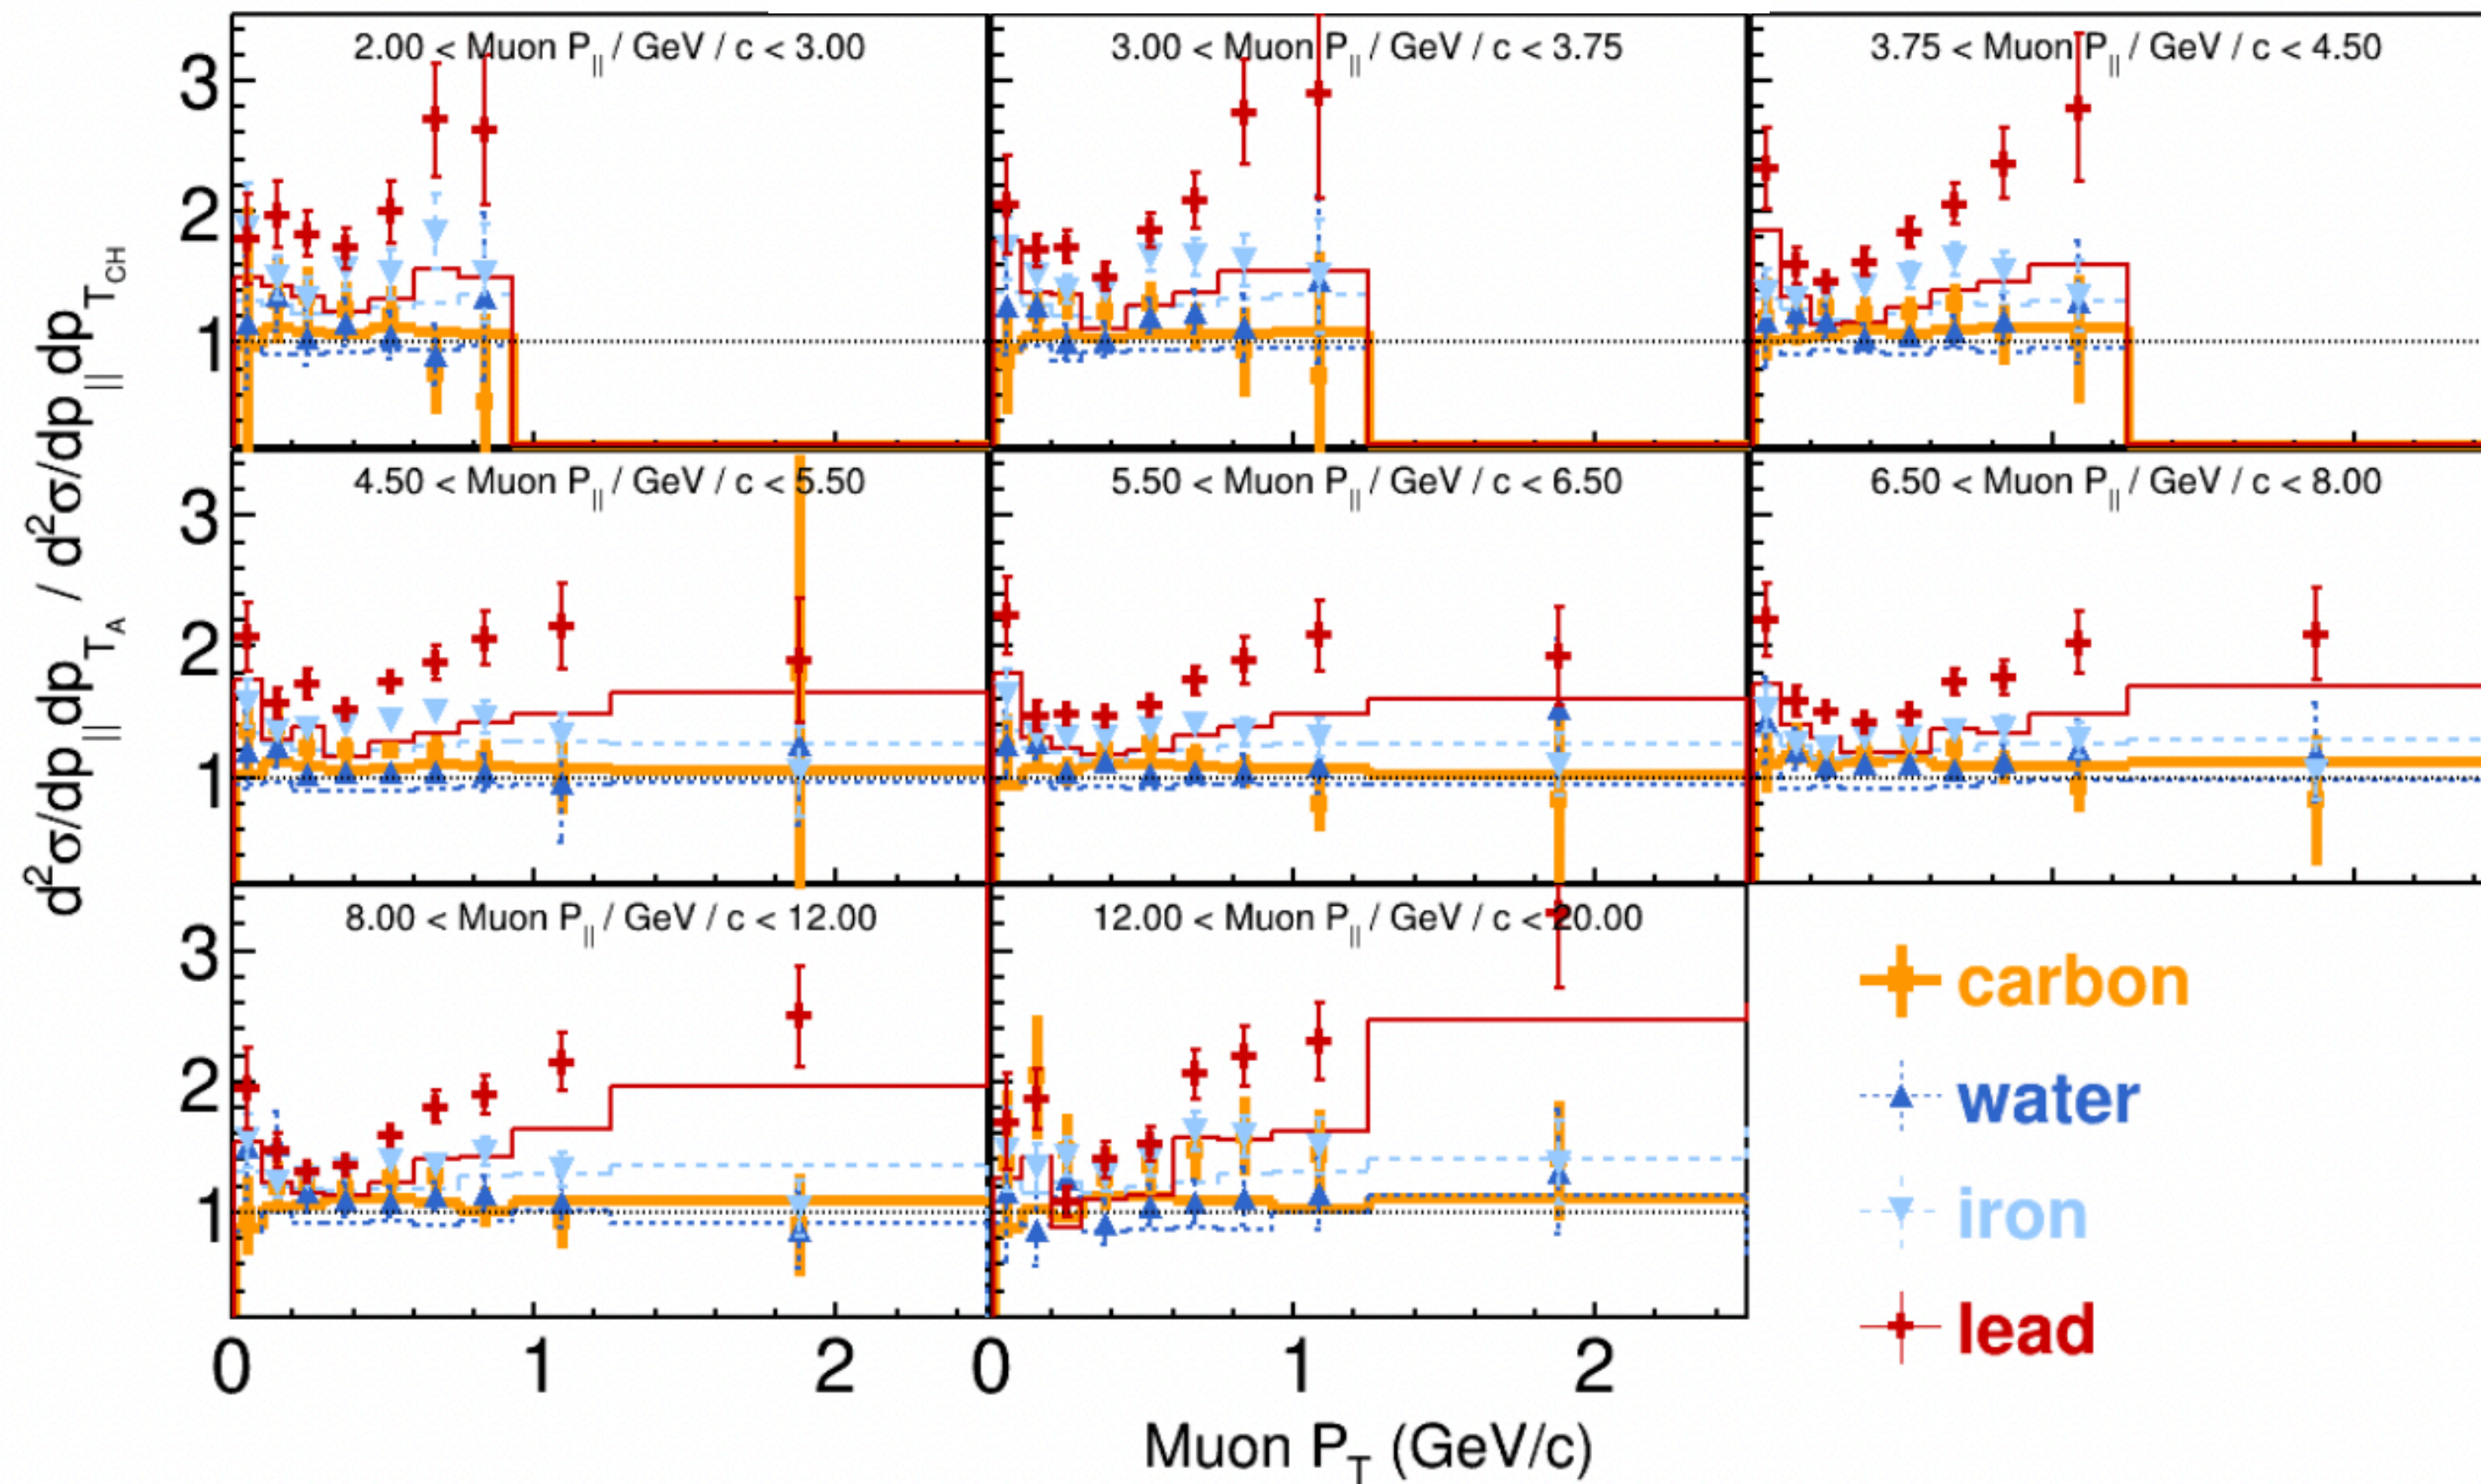 d²σ/dp||dpTA / d²σ/dp||dpTCH
2.00 < Muon P|| / GeV / c < 3.00
3.00 < Muon P|| / GeV / c < 3.75
3.75 < Muon P|| / GeV / c < 4.50
3
2
1
4.50 < Muon P|| / GeV / c < 5.50
5.50 < Muon P|| / GeV / c < 6.50
6.50 < Muon P|| / GeV / c < 8.00
3
2
1
8.00 < Muon P|| / GeV / c < 12.00
12.00 < Muon P|| / GeV / c < 20.00
3
2
1
carbon
water
iron
lead
0 1 2 0 1 2
Muon PT (GeV/c)